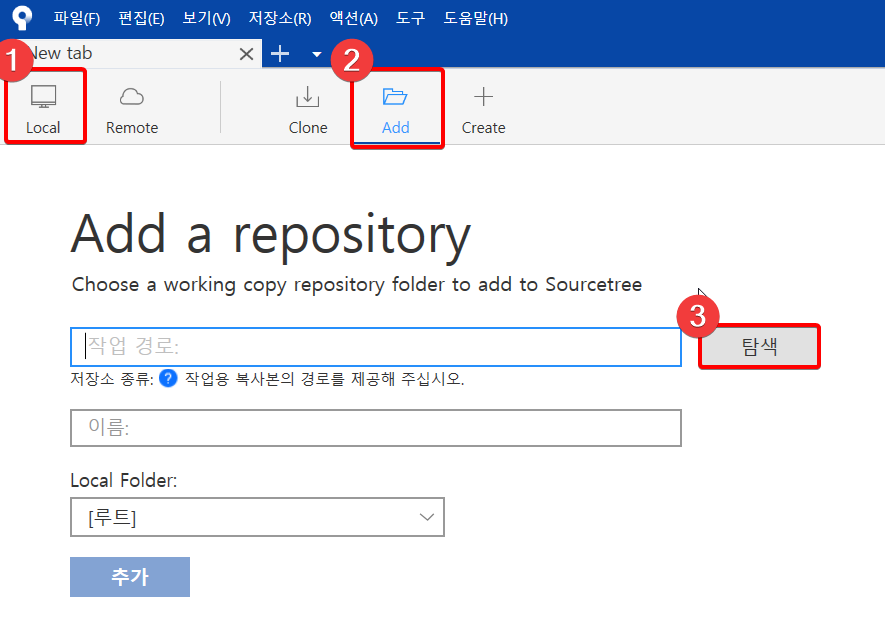 파일(F) 편집(E) 보기(V) 저장소(R) 액션(A) 도구 도움말(H)
1 New tab 2
Local Remote Clone Add Create
Add a repository
Choose a working copy repository folder to add to Sourcetree
3
작업 경로: 탐색
저장소 종류: ? 작업용 복사본의 경로를 제공해 주십시오.
이름:
Local Folder:
[루트]
추가